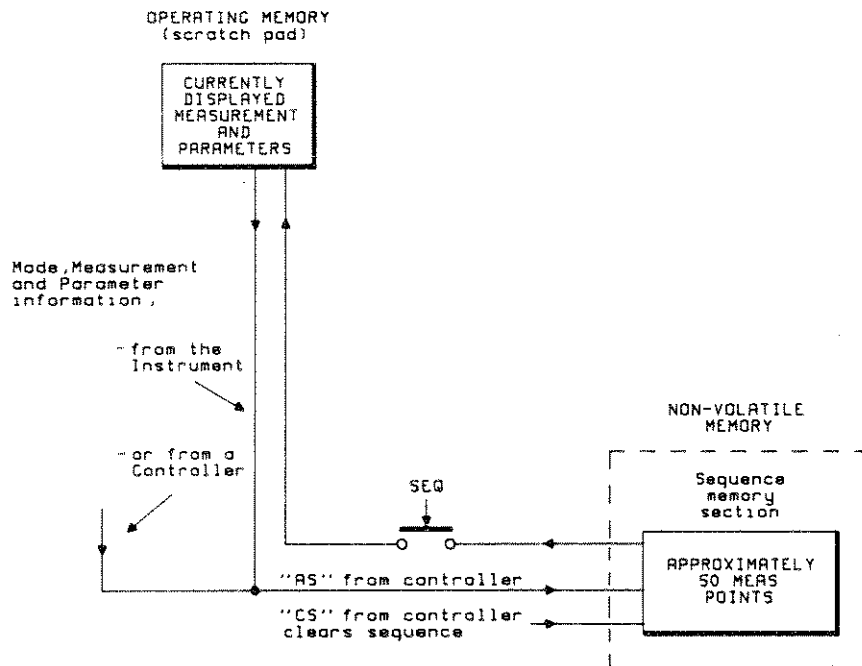 OPERATING MEMORY
(scratch pad)
CURRENTLY
DISPLAYED
MEASUREMENT
AND
PARAMETERS
Mode, Measurement
and Parameter
information,
-from the
Instrument
-or from a
Controller
SEQ
NON-VOLATILE
MEMORY
Sequence
memory
section
APPROXIMATELY
50 MEAS
POINTS
"AS" from controller
"CS" from controller
clears sequence